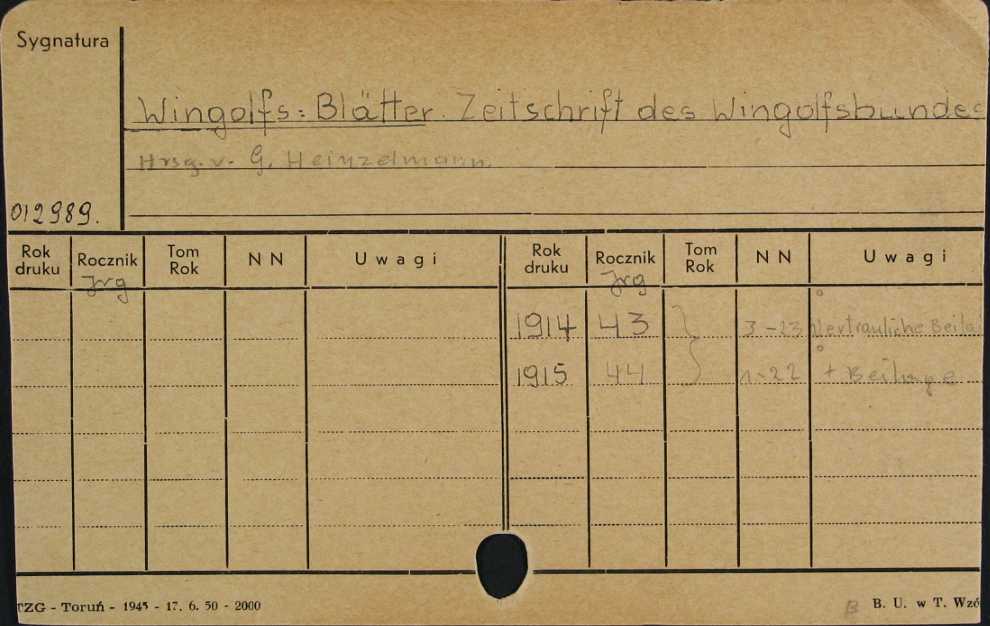 Sygnatura
Wingolfs=Blätter. Zeitschrift des Wingolfsbundes
Hrsg. v. G. Heinzelmann.
012989.
Rok druku Rocznik Tom Rok N N Uwagi Rok druku Rocznik Tom Rok N N Uwagi
Jrg Jrg
1914 43 } 3-23 Vertrauliche Beila
1915 44 } 1-22 + Beilage
TZG - Toruń - 1945 - 17. 6. 50 - 2000
B B. U. w T. Wzó